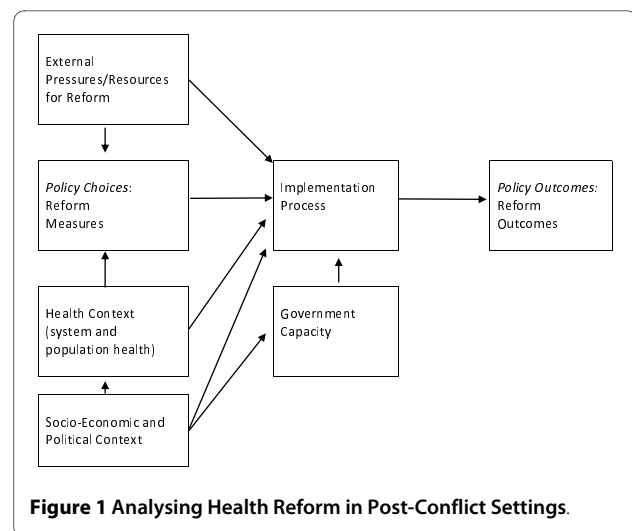 External
Pressures/Resources
for Reform
Policy Choices:
Reform
Measures
Implementation
Process
Policy Outcomes:
Reform
Outcomes
Health Context
(system and
population health)
Government
Capacity
Socio-Economic and
Political Context
Figure 1 Analysing Health Reform in Post-Conflict Settings.